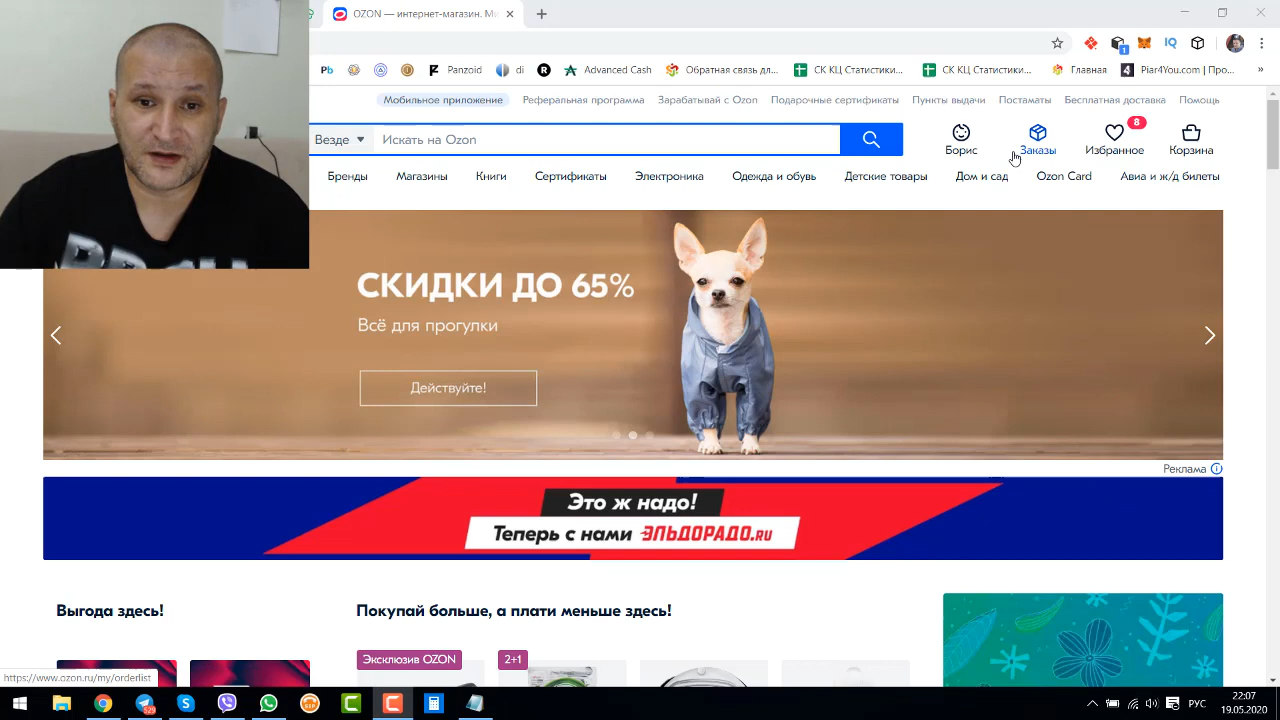 OZON — интернет-магазин. Ми
Pb
Panzoid
di
Advanced Cash
Обратная связь дл...
СК КЦ Статистики...
СК КЦ Статистики...
Главная
Piar4You.com | Про...
IQ
1
Мобильное приложение
Реферальная программа
Зарабатывай с Ozon
Подарочные сертификаты
Пункты выдачи
Постаматы
Бесплатная доставка
Помощь
Везде
Искать на Ozon
Борис
Заказы
8
Избранное
Корзина
Бренды
Магазины
Книги
Сертификаты
Электроника
Одежда и обувь
Детские товары
Дом и сад
Ozon Card
Авиа и ж/д билеты
СКИДКИ ДО 65%
Всё для прогулки
Действуйте!
Реклама
Это ж надо!
Теперь с нами ЭЛЬДОРАДО.ru
Выгода здесь!
Покупай больше, а плати меньше здесь!
Эксклюзив OZON
2+1
https://www.ozon.ru/my/orderlist
529
РУС
22:07
19.05.2020